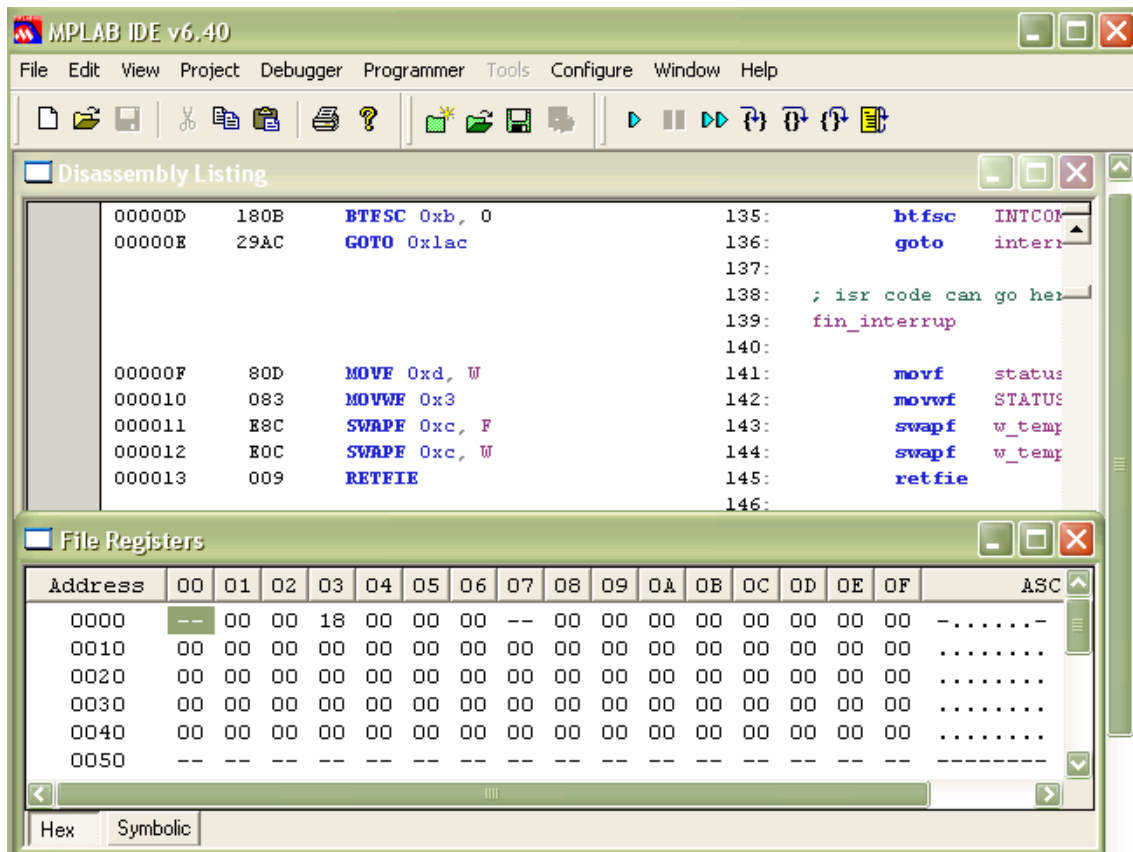 MPLAB IDE v6.40
File Edit View Project Debugger Programmer Tools Configure Window Help
Disassembly Listing
00000D 180B BTFSC 0xb, 0 135: btfsc INTCON
00000E 29AC GOTO 0x1ac 136: goto interr
137:
138: ; isr code can go her
139: fin_interrup
140:
00000F 80D MOVF 0xd, W 141: movf status
000010 083 MOVWF 0x3 142: movwf STATUS
000011 E8C SWAPF 0xc, F 143: swapf w_temp
000012 E0C SWAPF 0xc, W 144: swapf w_temp
000013 009 RETFIE 145: retfie
146:
File Registers
Address 00 01 02 03 04 05 06 07 08 09 0A 0B 0C 0D 0E 0F ASC
0000 -- 00 00 18 00 00 00 -- 00 00 00 00 00 00 00 00 -......-
0010 00 00 00 00 00 00 00 00 00 00 00 00 00 00 00 00 ........
0020 00 00 00 00 00 00 00 00 00 00 00 00 00 00 00 00 ........
0030 00 00 00 00 00 00 00 00 00 00 00 00 00 00 00 00 ........
0040 00 00 00 00 00 00 00 00 00 00 00 00 00 00 00 00 ........
0050 -- -- -- -- -- -- -- -- -- -- -- -- -- -- -- -- --------
Hex Symbolic